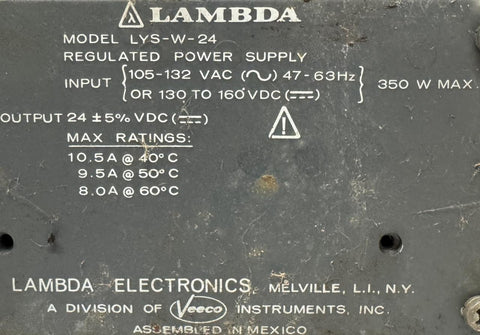 LAMBDA
MODEL LYS-W-24
REGULATED POWER SUPPLY
INPUT {105-132 VAC (∿) 47-63Hz} 350 W MAX.
{OR 130 TO 160 VDC (⎓)}
OUTPUT 24 ±5% VDC (⎓)
MAX RATINGS:
10.5A @ 40°C
9.5A @ 50°C
8.0A @ 60°C
LAMBDA ELECTRONICS, MELVILLE, L.I., N.Y.
A DIVISION OF Veeco INSTRUMENTS, INC.
ASSEMBLED IN MEXICO